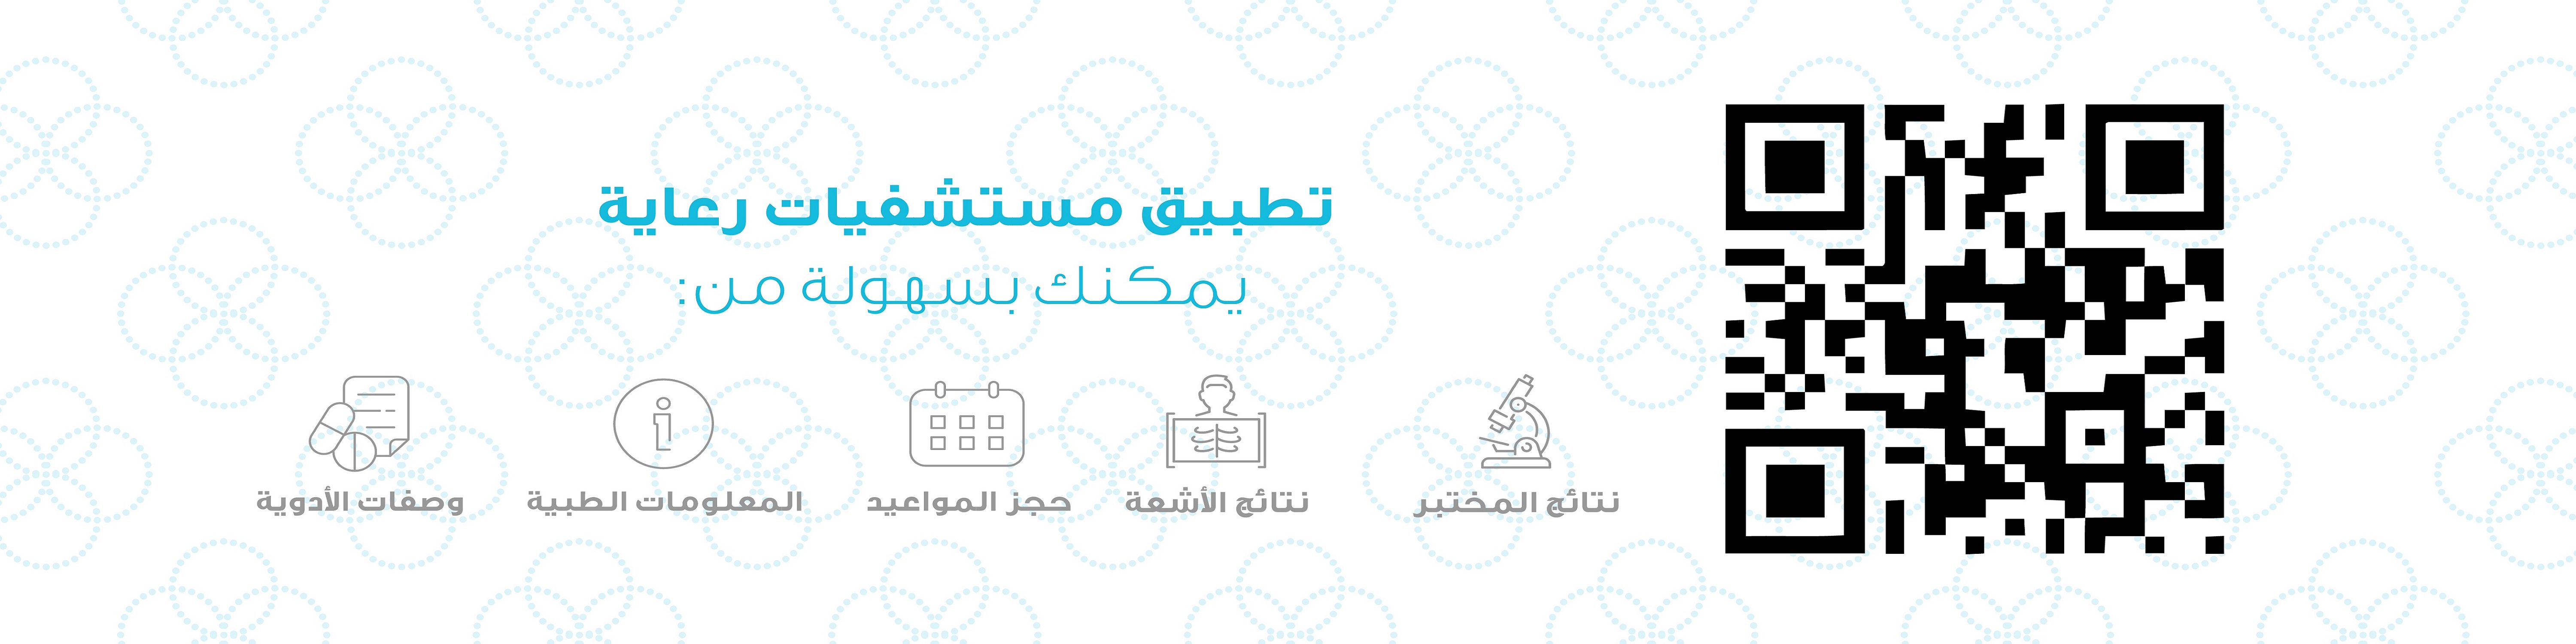 تطبيق مستشفيات رعاية
يمكنك بسهولة من:
نتائج المختبر
نتائج الأشعة
حجز المواعيد
المعلومات الطبية
وصفات الأدوية